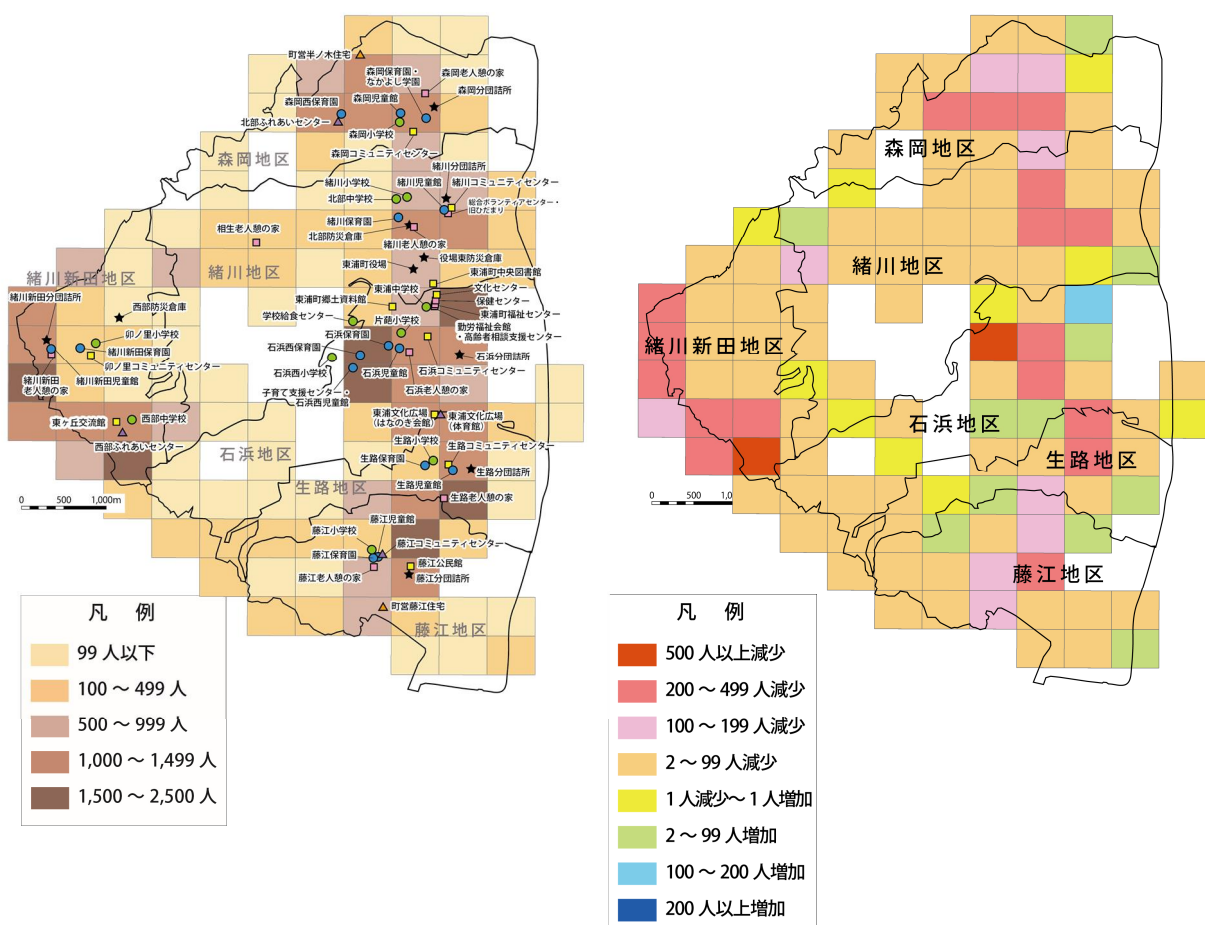 町営半ノ木住宅
森岡保育園・
なかよし学園
森岡老人憩の家
森岡分団詰所
森岡西保育園
森岡児童館
北部ふれあいセンター
森岡小学校
森岡コミュニティセンター
森岡地区
緒川分団詰所
緒川小学校
緒川児童館
緒川コミュニティセンター
北部中学校
総合ボランティアセンター・
旧ひだまり
緒川保育園
相生老人憩の家
北部防災倉庫
緒川老人憩の家
役場東防災倉庫
東浦町役場
緒川地区
緒川新田地区
東浦町中央図書館
東浦中学校
文化センター
緒川新田分団詰所
東浦町郷土資料館
保健センター
西部防災倉庫
学校給食センター
東浦町福祉センター
片葩小学校
勤労福祉会館
・高齢者相談支援センター
卯ノ里小学校
石浜保育園
緒川新田保育園
石浜西保育園
石浜分団詰所
卯ノ里コミュニティセンター
石浜コミュニティセンター
石浜西小学校
石浜児童館
緒川新田
老人憩の家
緒川新田児童館
石浜老人憩の家
子育て支援センター・
石浜西児童館
東浦文化広場
(はなのき会館)
東浦文化広場
(体育館)
東ヶ丘交流館
西部中学校
西部ふれあいセンター
生路小学校
生路コミュニティセンター
石浜地区
生路保育園
生路分団詰所
生路児童館
生路地区
生路老人憩の家
0 500 1,000m
藤江児童館
藤江小学校
藤江コミュニティセンター
藤江保育園
藤江公民館
藤江老人憩の家
藤江分団詰所
町営藤江住宅
藤江地区
凡 例
99 人以下
100 〜 499 人
500 〜 999 人
1,000 〜 1,499 人
1,500 〜 2,500 人
森岡地区
緒川地区
緒川新田地区
石浜地区
生路地区
0 500 1,0
藤江地区
凡 例
500 人以上減少
200 〜 499 人減少
100 〜 199 人減少
2 〜 99 人減少
1 人減少〜 1 人増加
2 〜 99 人増加
100 〜 200 人増加
200 人以上増加